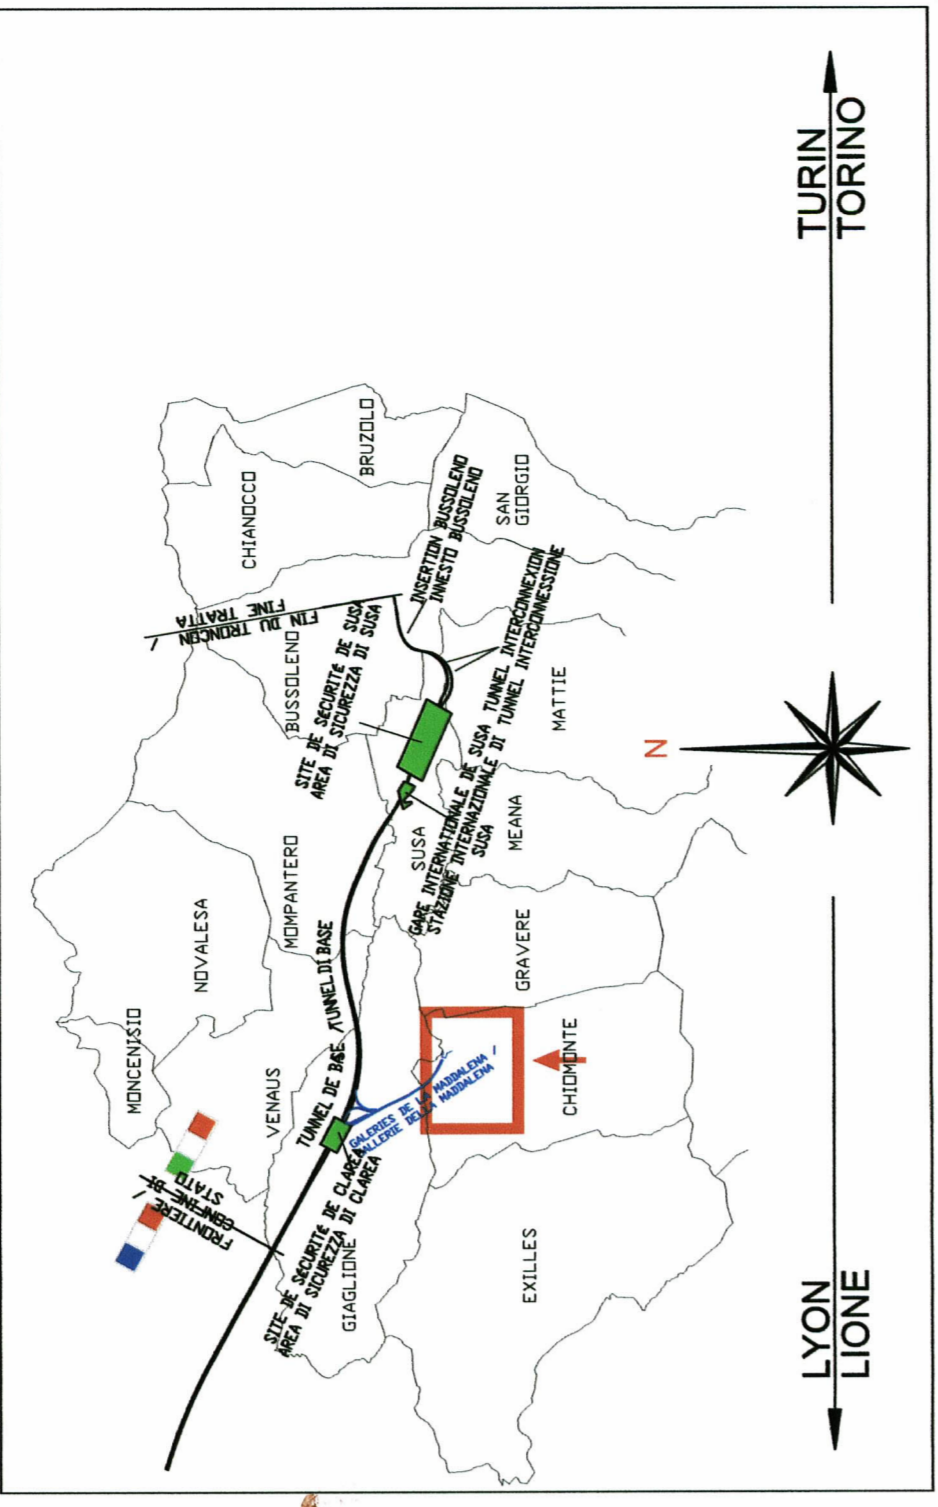 TURIN
TORINO
LYON
LIONE
N
BRUZOLO
CHIANOCCO
SAN
GIORGIO
INSERTION BUSSOLENO
INNESTO BUSSOLENO
FIN DU TRONCON /
FINE TRATTA
BUSSOLENO
SITE DE SÉCURITÉ DE SUSA
AREA DI SICUREZZA DI SUSA
TUNNEL INTERCONNEXION
TUNNEL INTERCONNESSIONE
MATTIE
GARE INTERNATIONALE DE SUSA
STAZIONE INTERNAZIONALE DI
SUSA
SUSA
MEANA
MOMPANTERO
NOVALESA
GRAVERE
MONCENISIO
VENAUS
TUNNEL DE BASE /TUNNEL DI BASE
CHIOMONTE
GALERIES DE LA MADDALENA /
GALLERIE DELLA MADDALENA
FRONTIERE /
CONFINE DI
STATO
SITE DE SÉCURITÉ DE CLAREA
AREA DI SICUREZZA DI CLAREA
GIAGLIONE
EXILLES